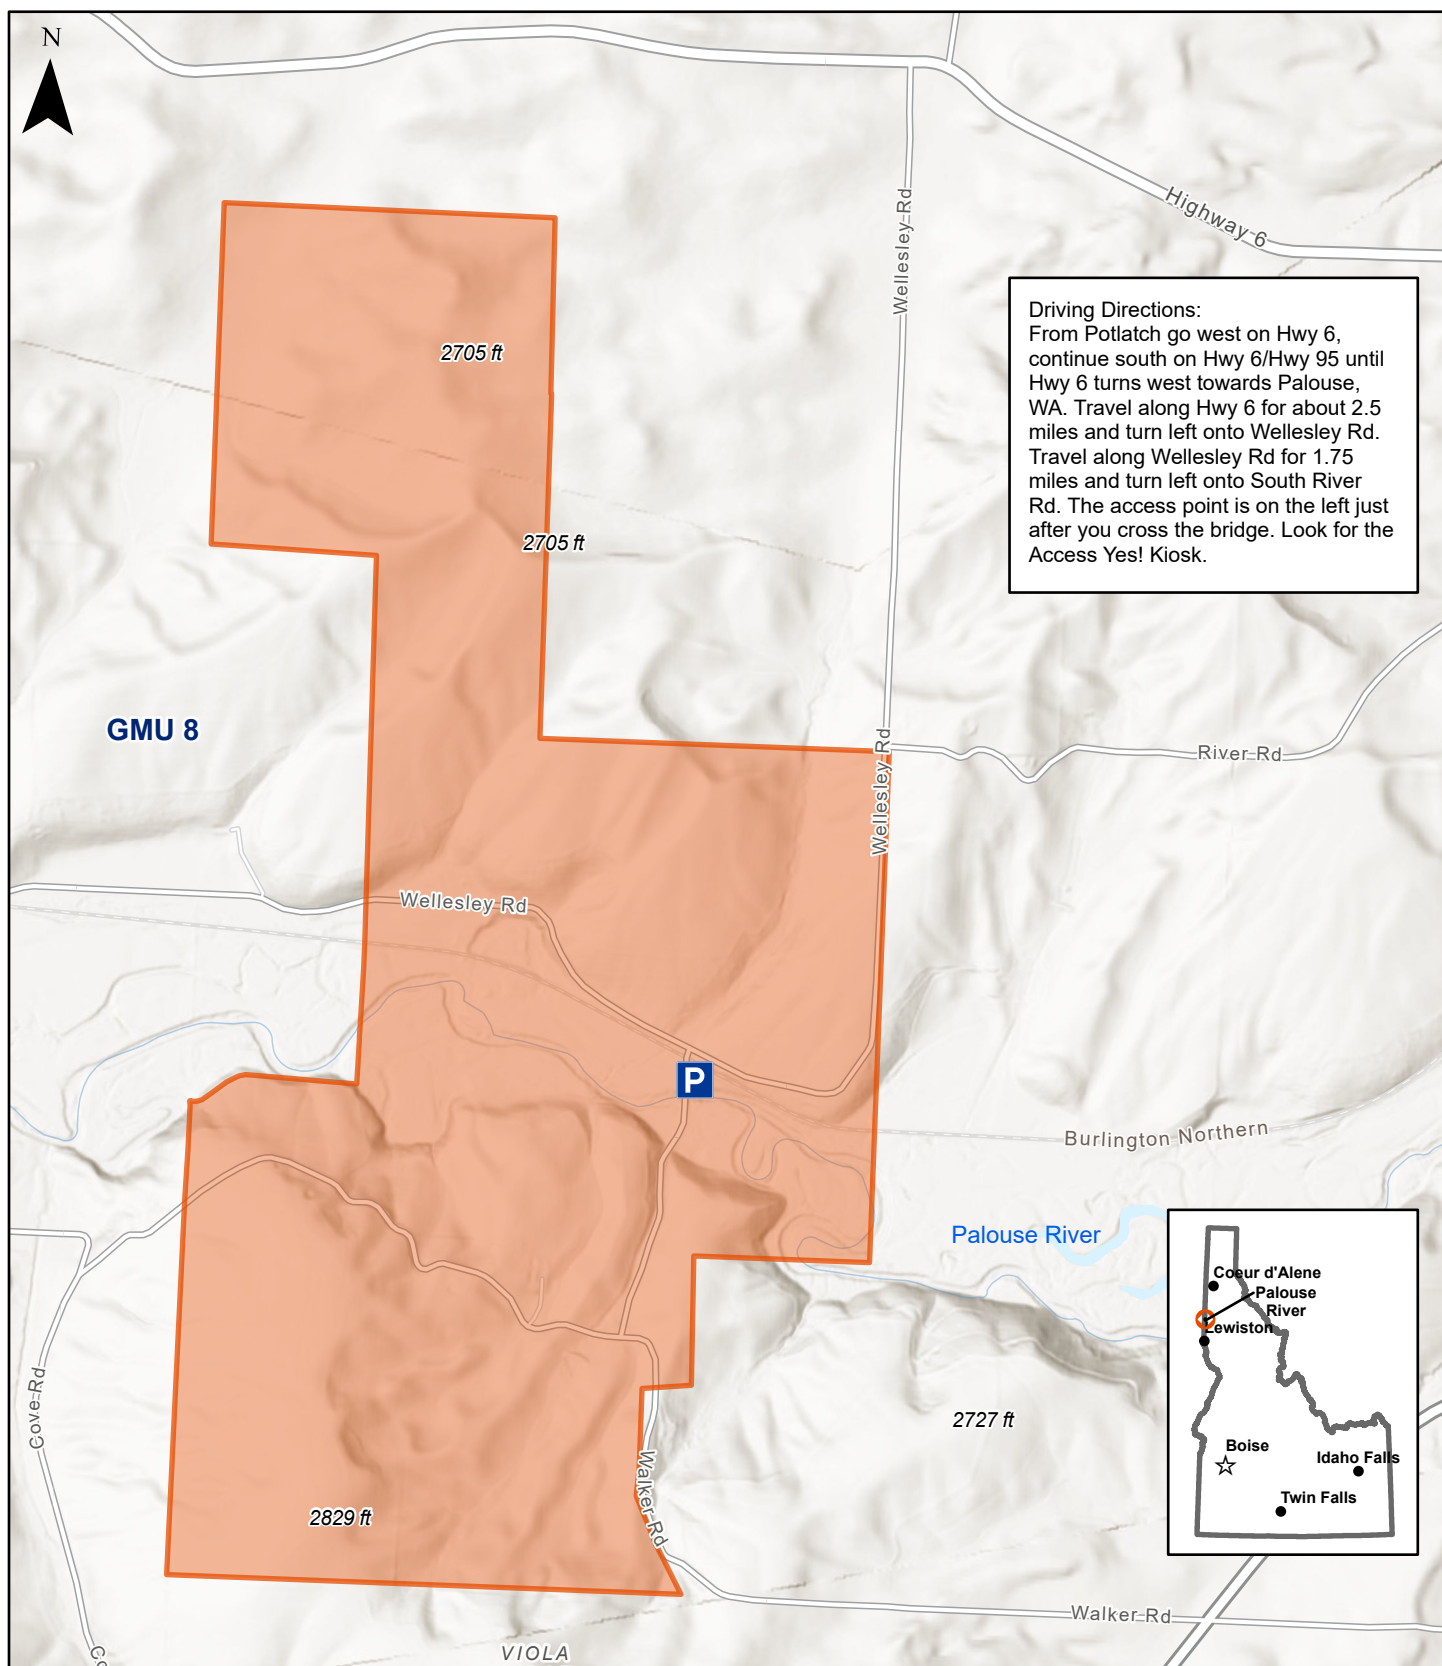 N
Highway 6
Wellesley Rd
Driving Directions:
From Potlatch go west on Hwy 6,
continue south on Hwy 6/Hwy 95 until
Hwy 6 turns west towards Palouse,
WA. Travel along Hwy 6 for about 2.5
miles and turn left onto Wellesley Rd.
Travel along Wellesley Rd for 1.75
miles and turn left onto South River
Rd. The access point is on the left just
after you cross the bridge. Look for the
Access Yes! Kiosk.
2705 ft
2705 ft
GMU 8
River Rd
Wellesley Rd
Wellesley Rd
P
Burlington Northern
Palouse River
Coeur d'Alene
Palouse
River
Lewiston
Boise
Idaho Falls
Twin Falls
Cove Rd
2727 ft
Walker Rd
2829 ft
Walker Rd
VIOLA